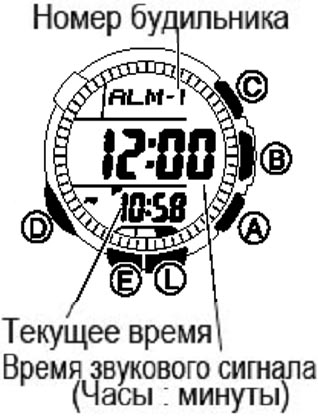 Номер будильника
ALM-1
C
12:00
B
P
10:58
D
A
E
L
Текущее время
Время звукового сигнала
(Часы : минуты)